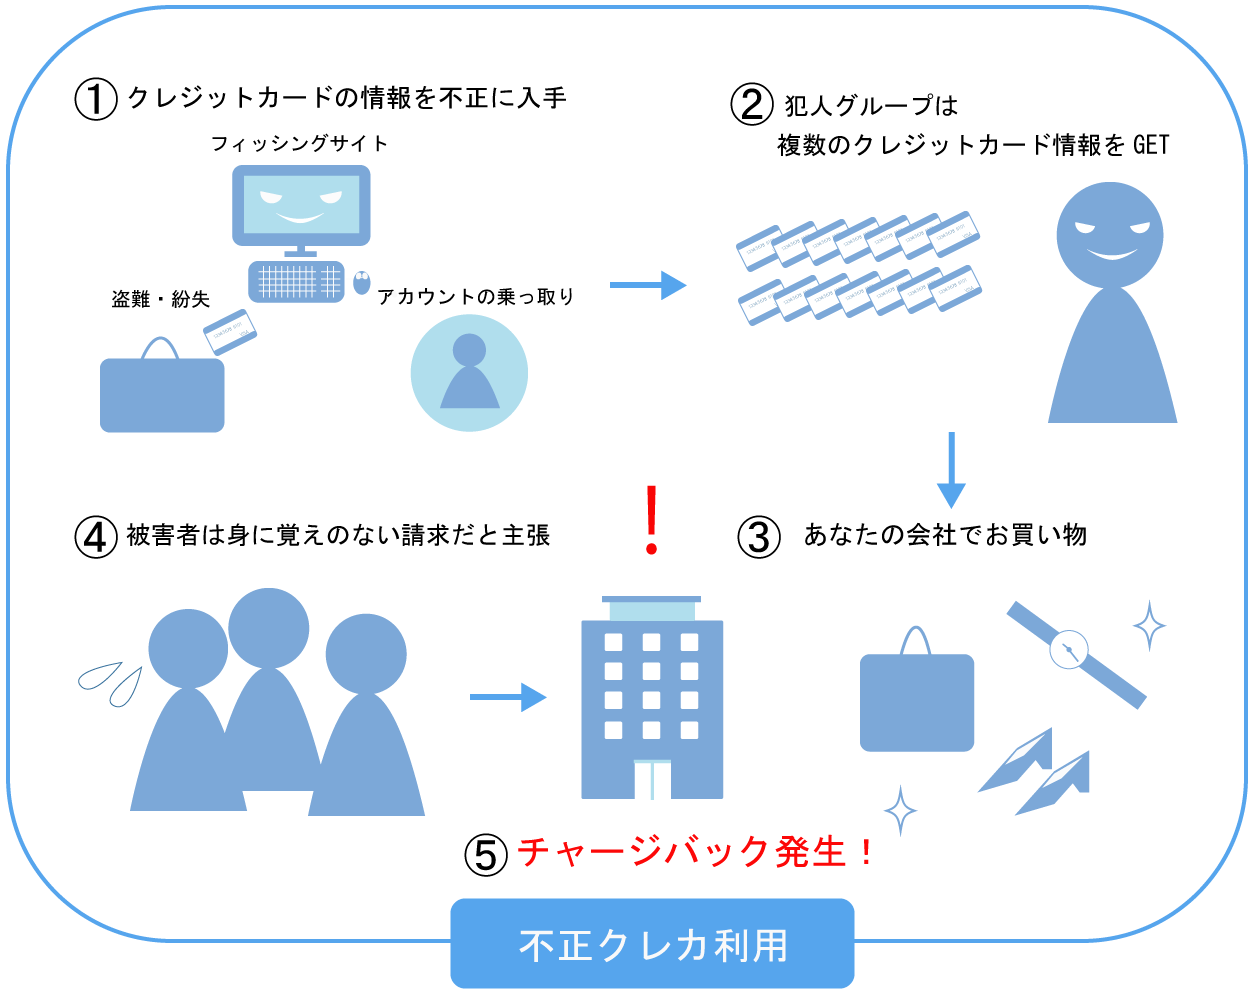 ① クレジットカードの情報を不正に入手
フィッシングサイト
盗難・紛失
アカウントの乗っ取り
② 犯人グループは
複数のクレジットカード情報をGET
③ あなたの会社でお買い物
④ 被害者は身に覚えのない請求だと主張
!
⑤ チャージバック発生！
不正クレカ利用